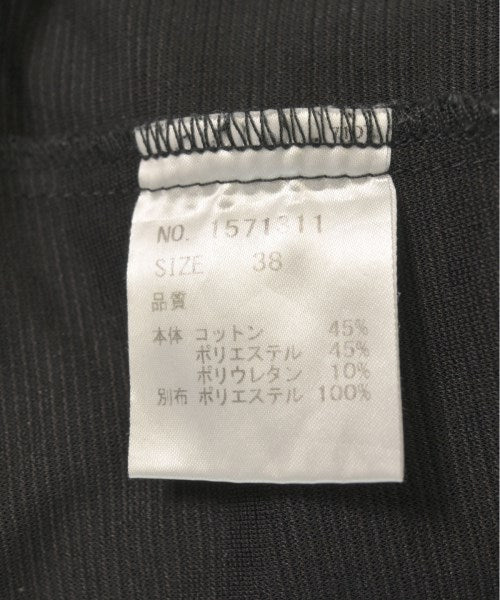 NO. 1571311
SIZE 38
品質
本体 コットン 45%
ポリエステル 45%
ポリウレタン 10%
別布 ポリエステル 100%